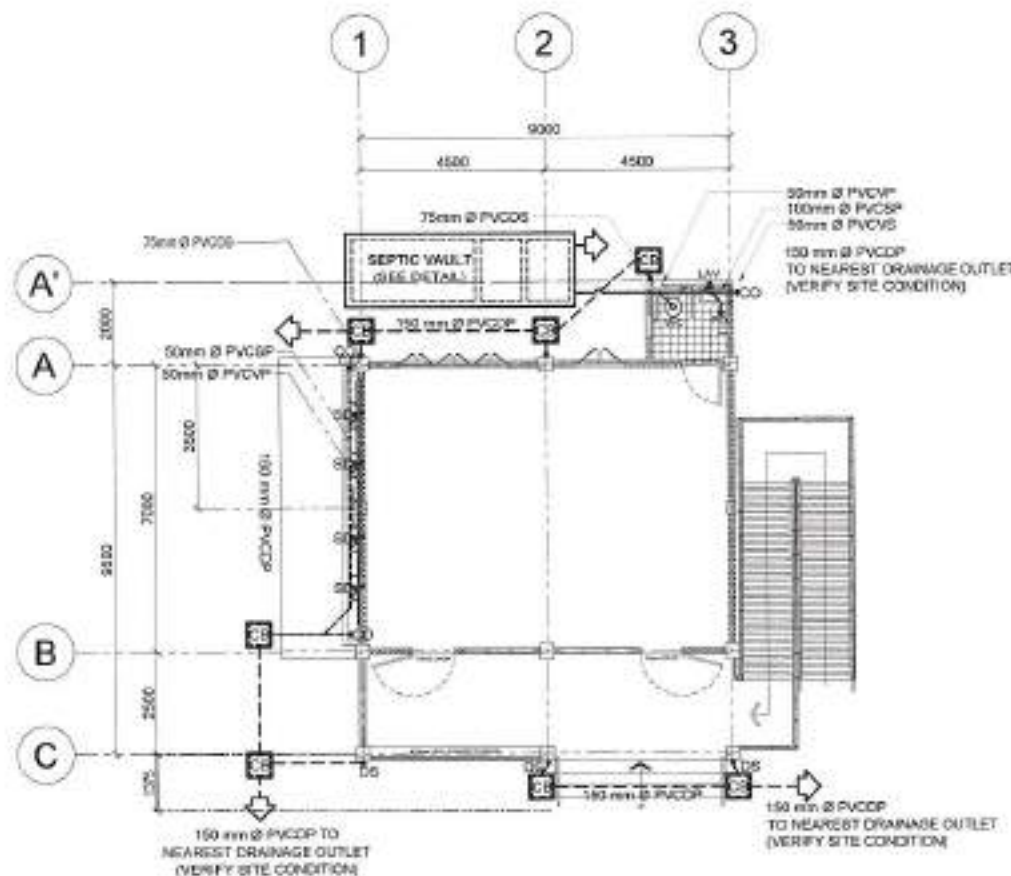 1
2
3
9000
4500
4500
50mm Ø PVCVP
100mm Ø PVCSP
50mm Ø PVCVS
75mm Ø PVCDS
75mm Ø PVCDS
SEPTIC VAULT
(SEE DETAIL)
CB
150 mm Ø PVCDP
TO NEAREST DRAINAGE OUTLET
(VERIFY SITE CONDITION)
A'
LAV
CO
2000
CB
150 mm Ø PVCDP
CB
A
50mm Ø PVCSP
50mm Ø PVCVP
3500
150 mm Ø PVCDP
7000
9500
CB
B
2500
C
CB
DS
CB
150 mm Ø PVCDP
CB
DS
150 mm Ø PVCDP
TO NEAREST DRAINAGE OUTLET
(VERIFY SITE CONDITION)
150 mm Ø PVCDP TO
NEAREST DRAINAGE OUTLET
(VERIFY SITE CONDITION)